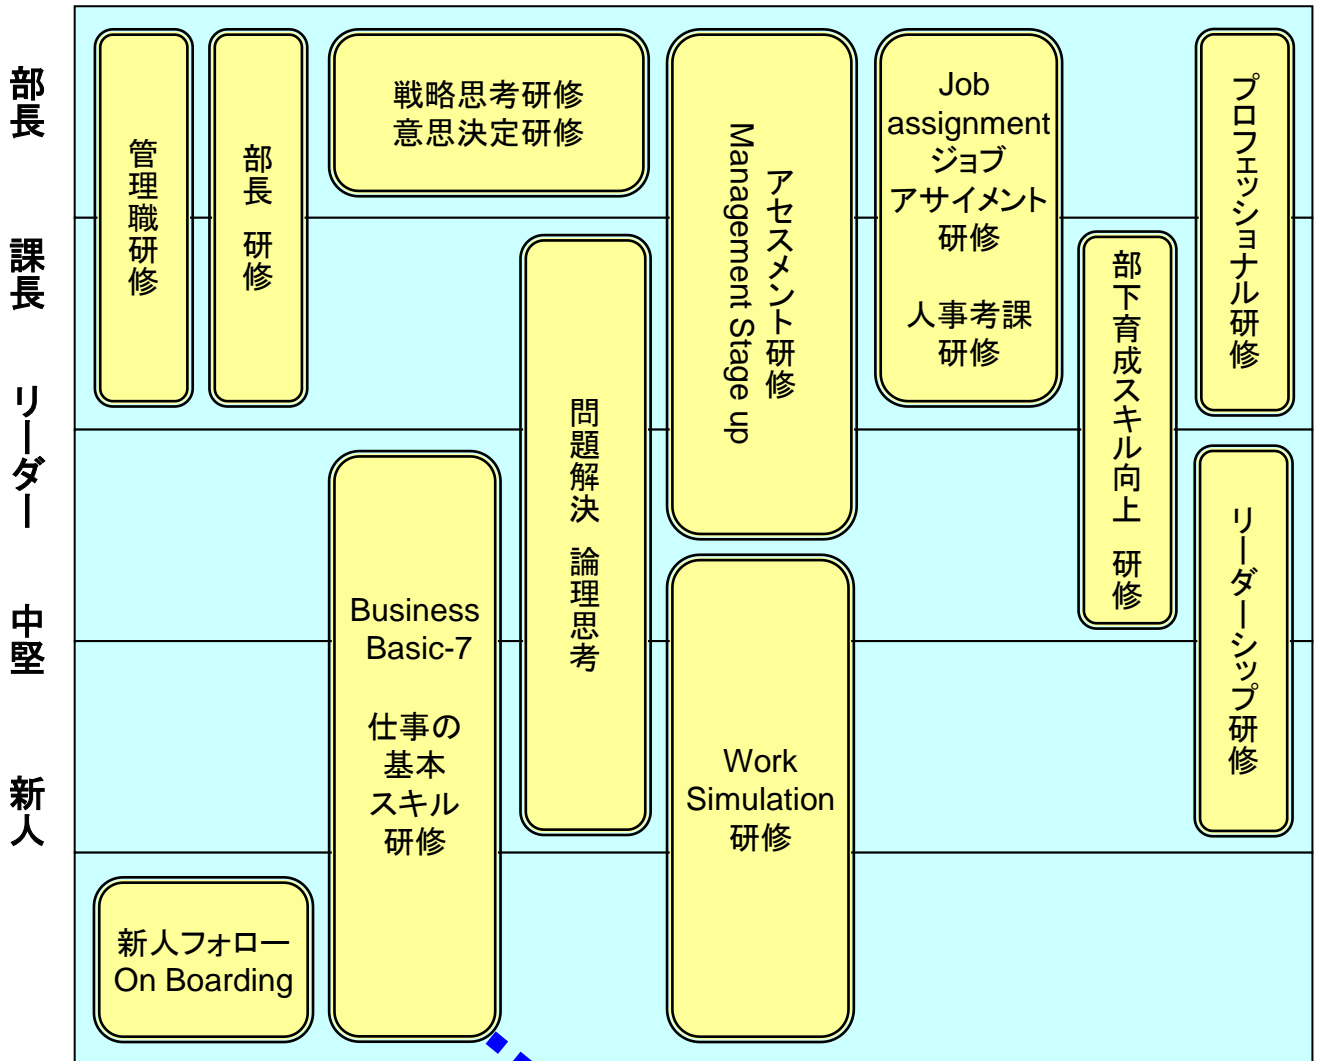 部長
課長
リーダー
中堅
新人
管理職研修
部長 研修
戦略思考研修
意思決定研修
問題解決 論理思考
アセスメント研修
Management Stage up
Job
assignment
ジョブ
アサイメント
研修
人事考課
研修
部下育成スキル向上 研修
プロフェッショナル研修
リーダーシップ研修
Business
Basic-7
仕事の
基本
スキル
研修
Work
Simulation
研修
新人フォロー
On Boarding